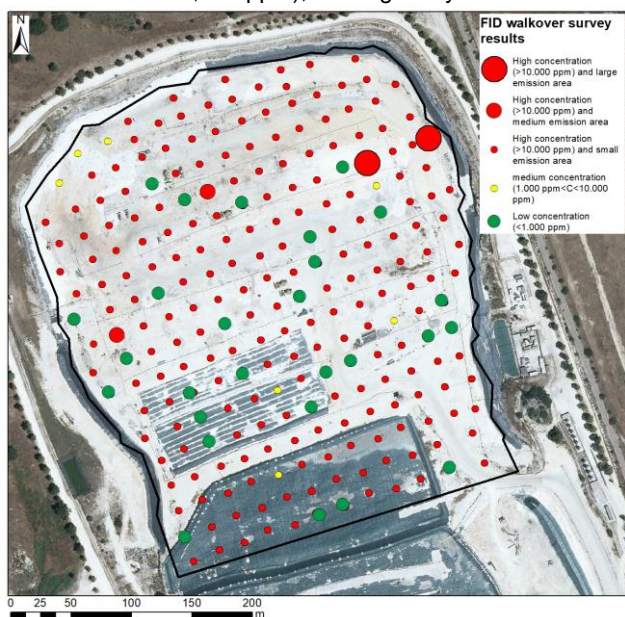 N
FID walkover survey
results
High concentration
(>10.000 ppm) and large
emission area
High concentration
(>10.000 ppm) and
medium emission area
High concentration
(>10.000 ppm) and small
emission area
medium concentration
(1.000 ppm<C<10.000
ppm)
Low concentration
(<1.000 ppm)
0 25 50 100 150 200
m